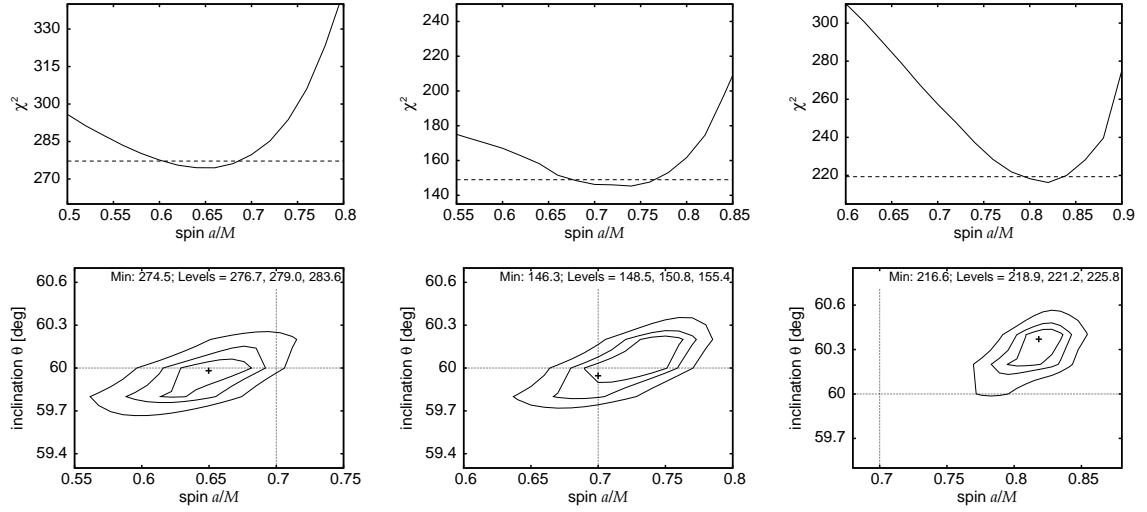 χ²
330
315
300
285
270
0.5 0.55 0.6 0.65 0.7 0.75 0.8
spin a/M
χ²
240
220
200
180
160
140
0.55 0.6 0.65 0.7 0.75 0.8 0.85
spin a/M
χ²
300
280
260
240
220
0.6 0.65 0.7 0.75 0.8 0.85 0.9
spin a/M
Min: 274.5; Levels = 276.7, 279.0, 283.6
inclination θ [deg]
60.6
60.3
60
59.7
59.4
0.55 0.6 0.65 0.7 0.75
spin a/M
Min: 146.3; Levels = 148.5, 150.8, 155.4
inclination θ [deg]
60.6
60.3
60
59.7
59.4
0.6 0.65 0.7 0.75 0.8
spin a/M
Min: 216.6; Levels = 218.9, 221.2, 225.8
inclination θ [deg]
60.6
60.3
60
59.7
0.7 0.75 0.8 0.85
spin a/M